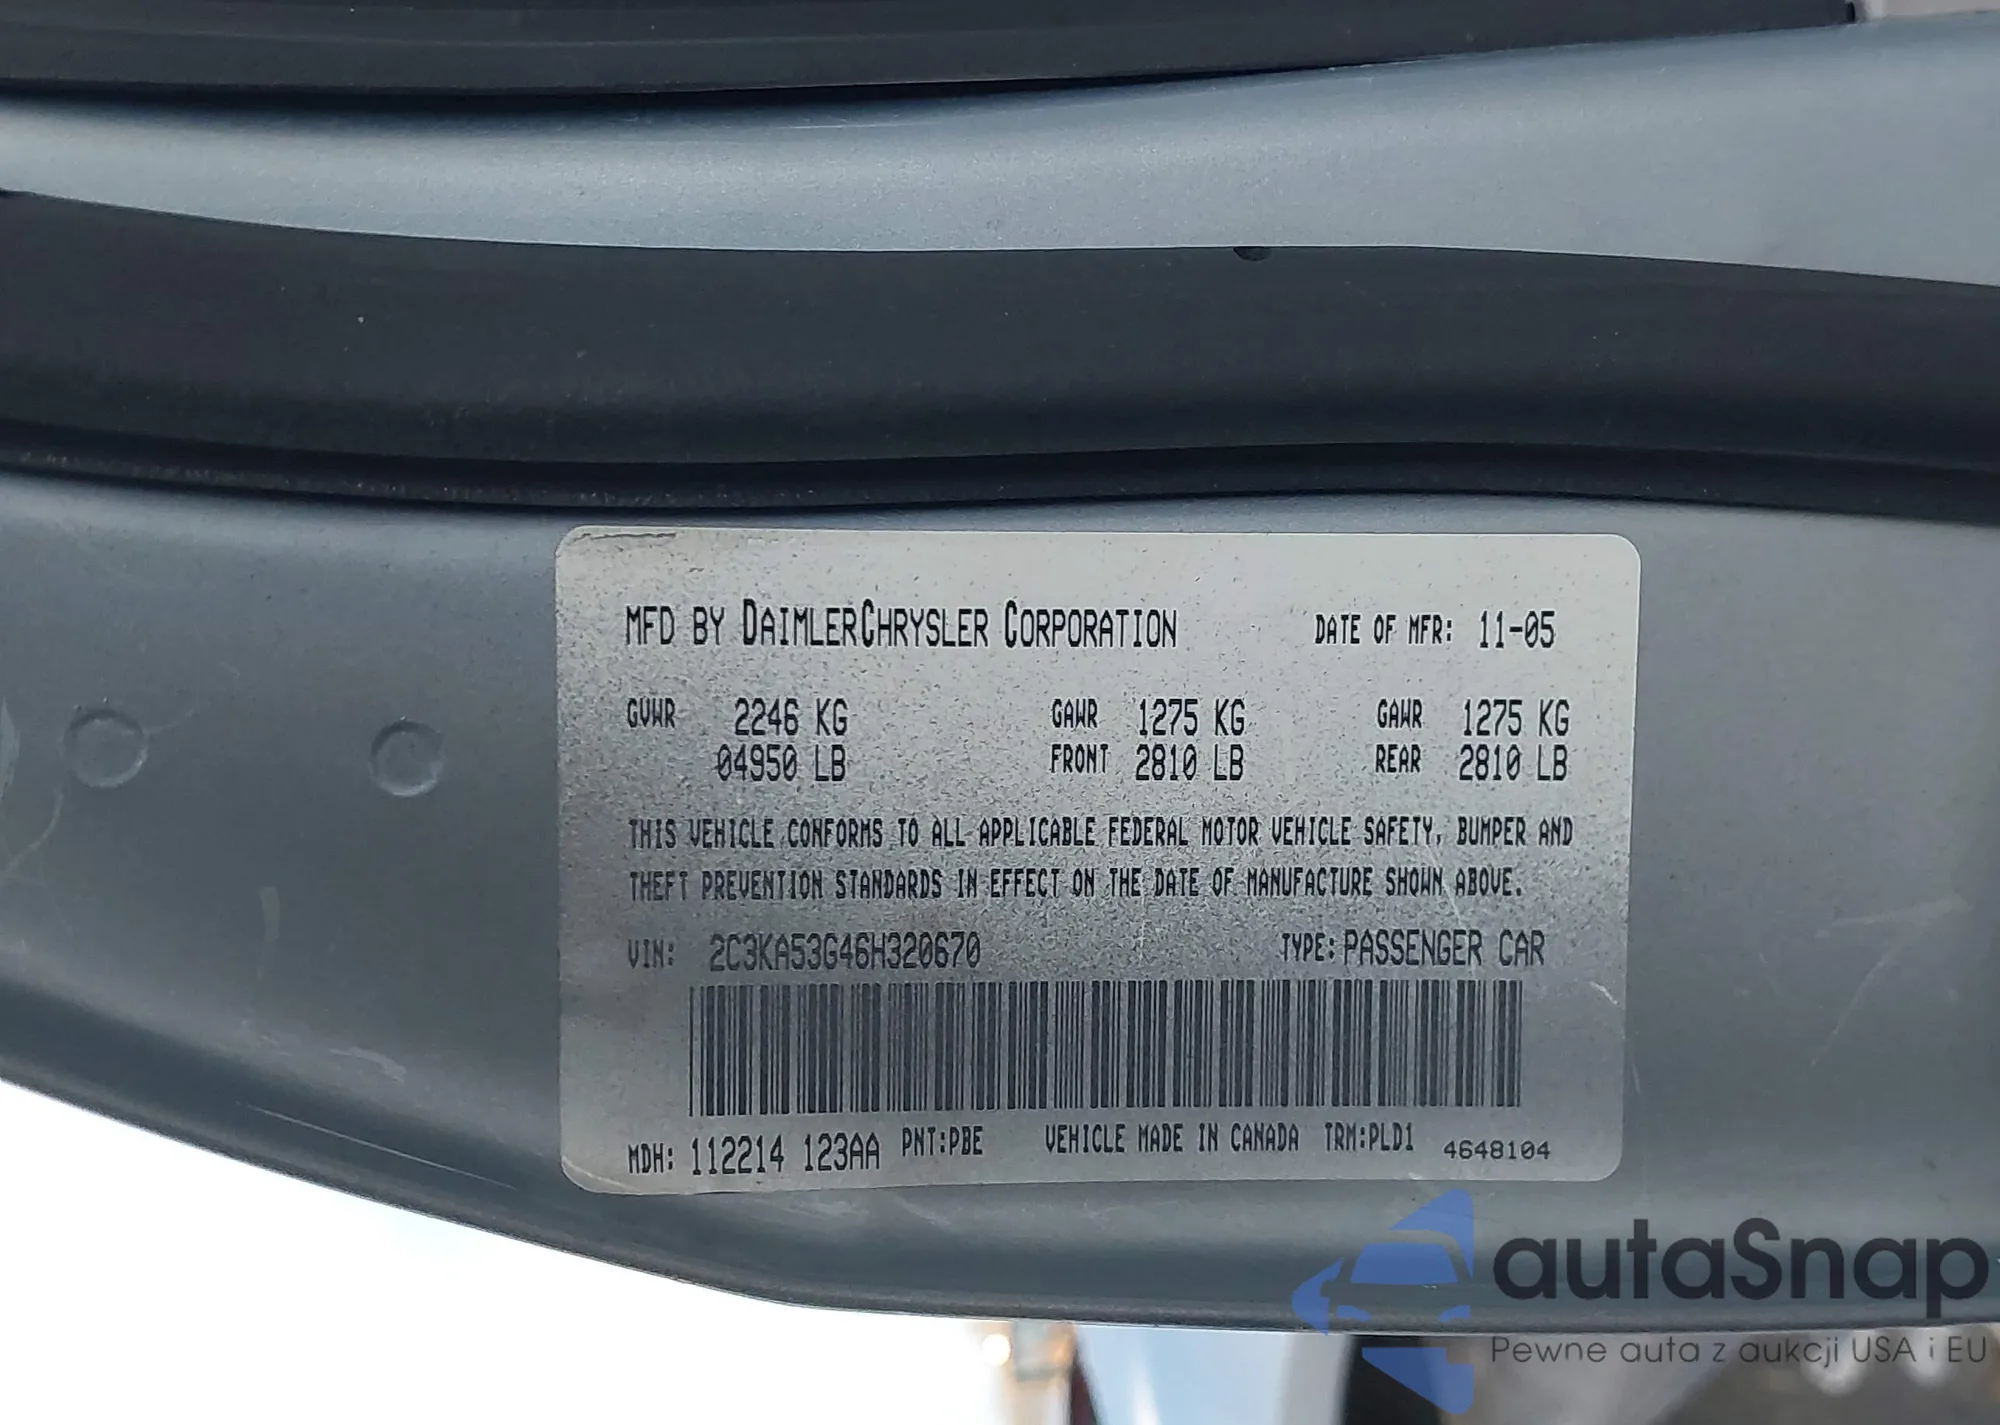 MFD BY DAIMLERCHRYSLER CORPORATION DATE OF MFR: 11-05
GVWR 2246 KG GAWR 1275 KG GAWR 1275 KG
04950 LB FRONT 2810 LB REAR 2810 LB
THIS VEHICLE CONFORMS TO ALL APPLICABLE FEDERAL MOTOR VEHICLE SAFETY, BUMPER AND
THEFT PREVENTION STANDARDS IN EFFECT ON THE DATE OF MANUFACTURE SHOWN ABOVE.
VIN: 2C3KA53G46H320670 TYPE: PASSENGER CAR
MDH: 112214 123AA PNT:PBE VEHICLE MADE IN CANADA TRM:PLD1 4648104
autaSnap
Pewne auta z aukcji USA i EU